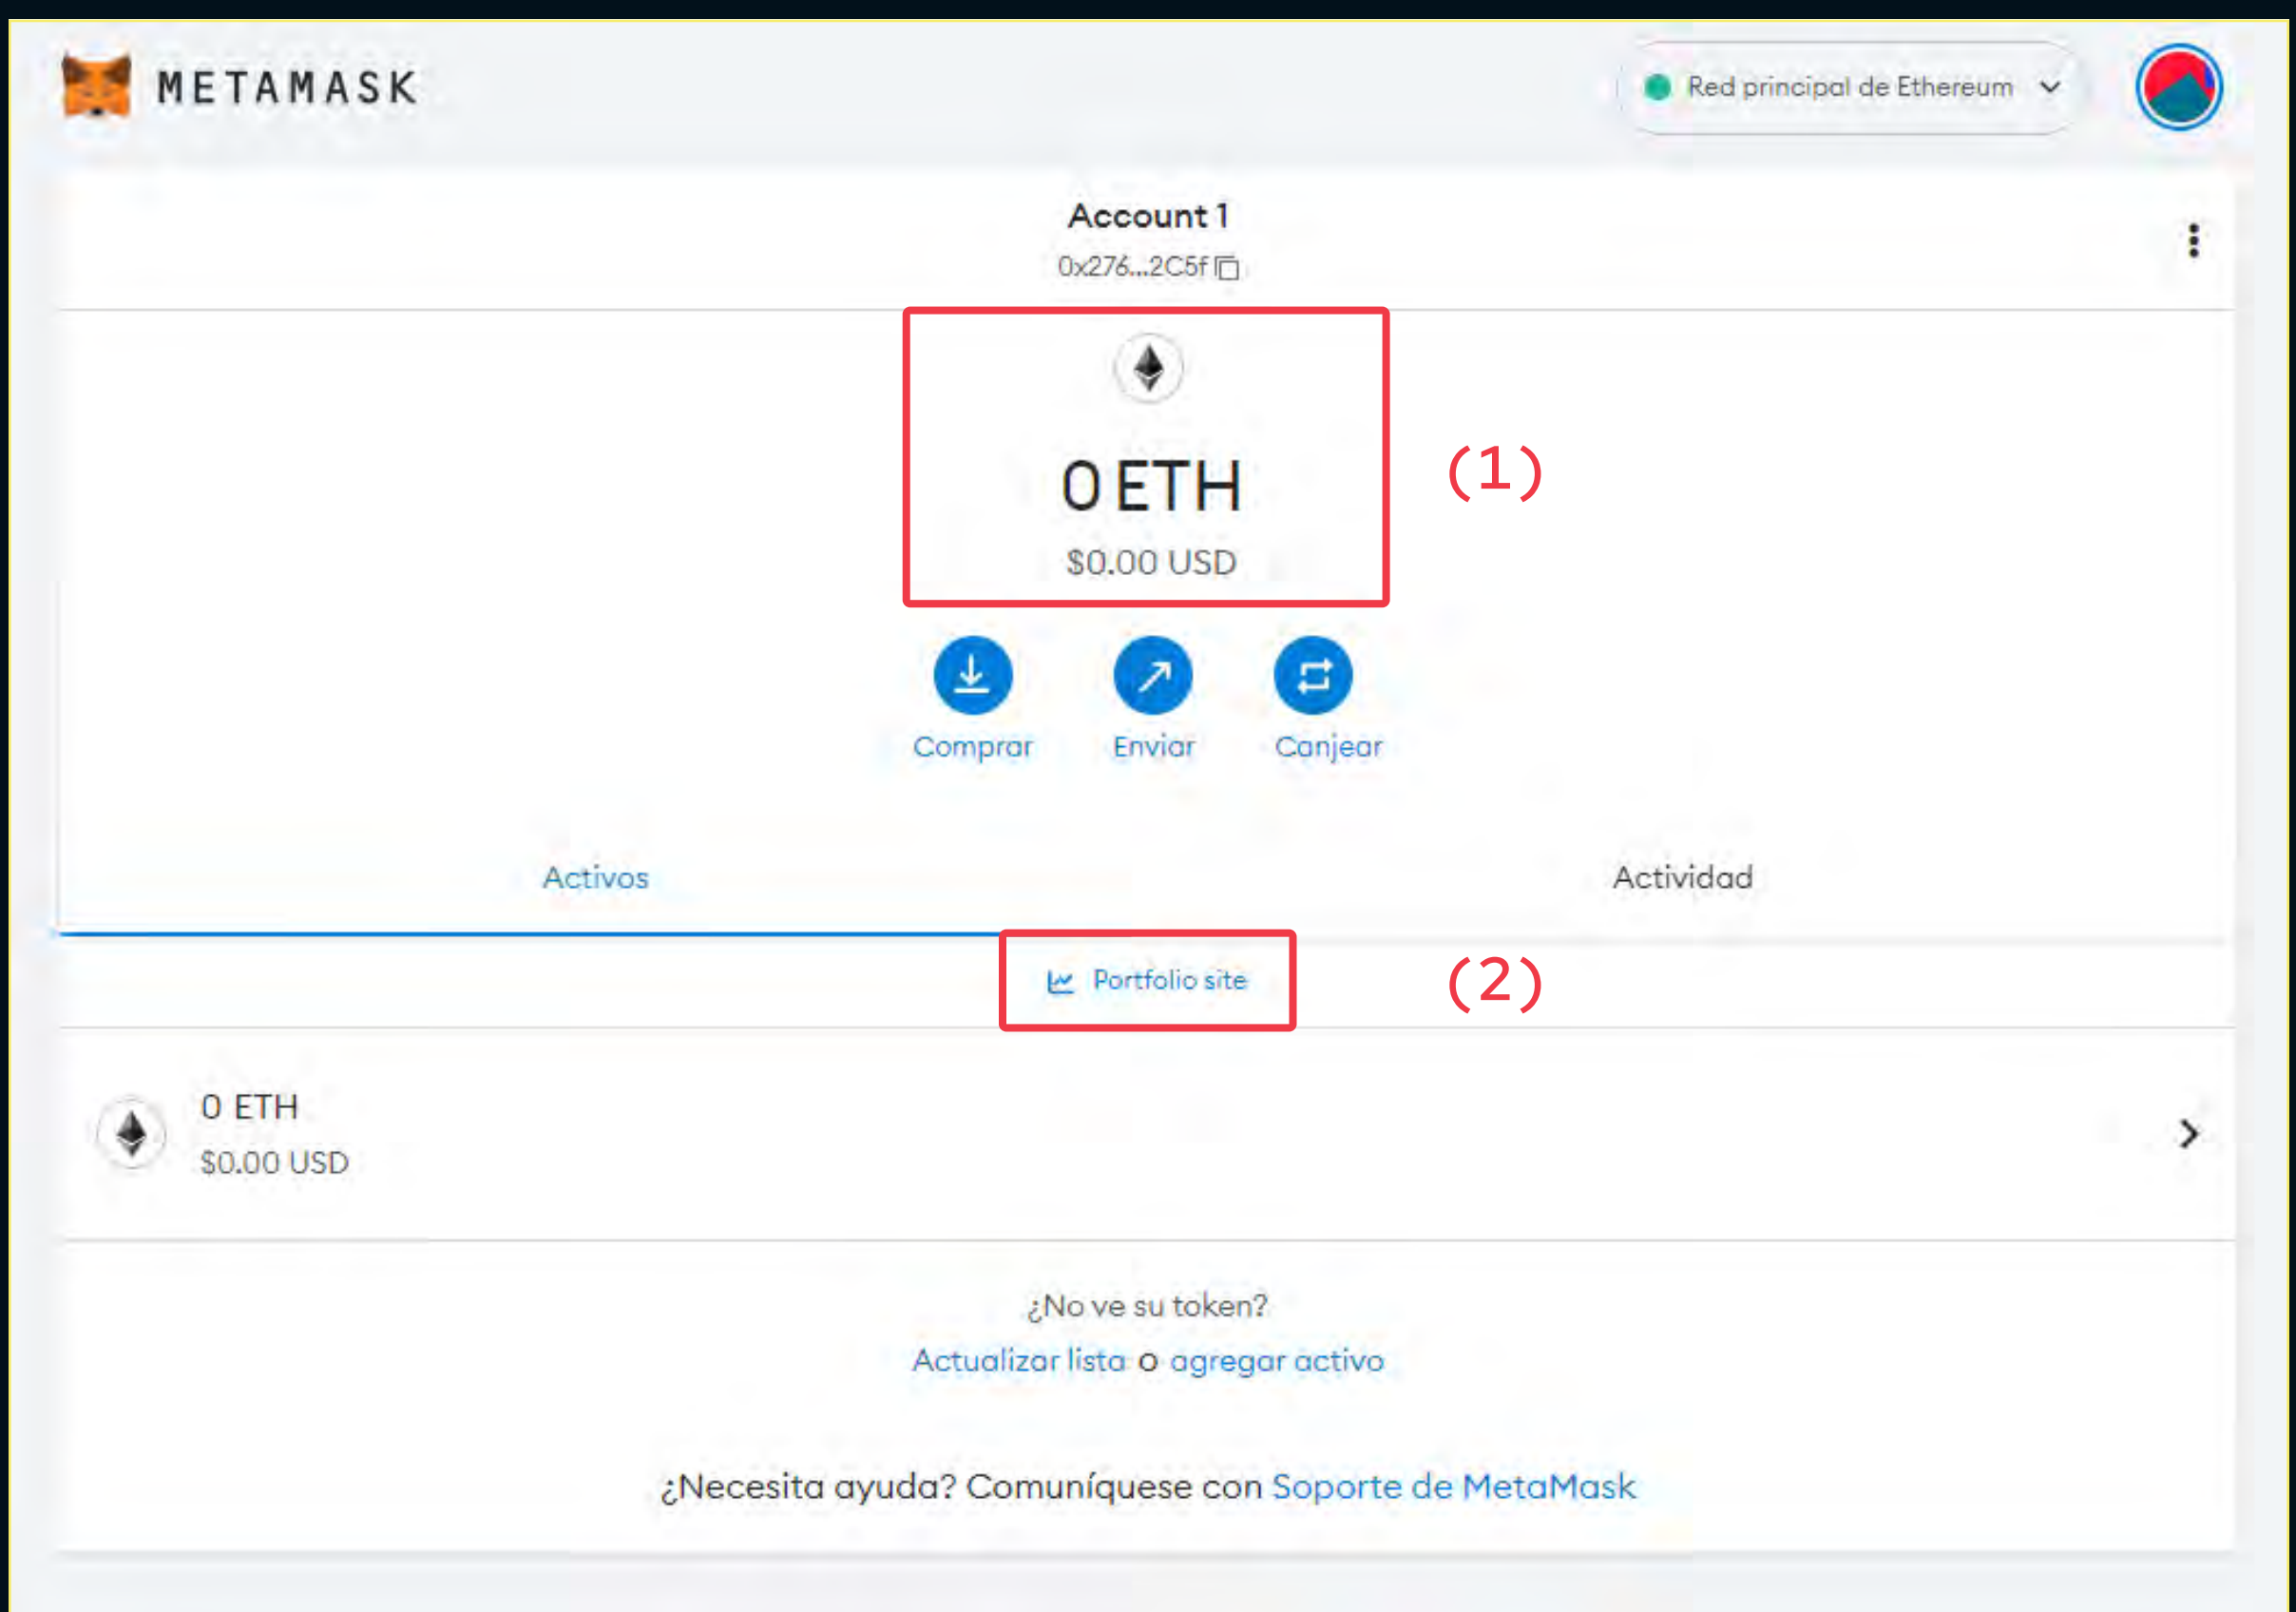 METAMASK
Red principal de Ethereum
Account 1
0x276...2C5f
0 ETH
$0.00 USD
(1)
Comprar Enviar Canjear
Activos Actividad
Portfolio site
(2)
0 ETH
$0.00 USD
¿No ve su token?
Actualizar lista o agregar activo
¿Necesita ayuda? Comuníquese con Soporte de MetaMask